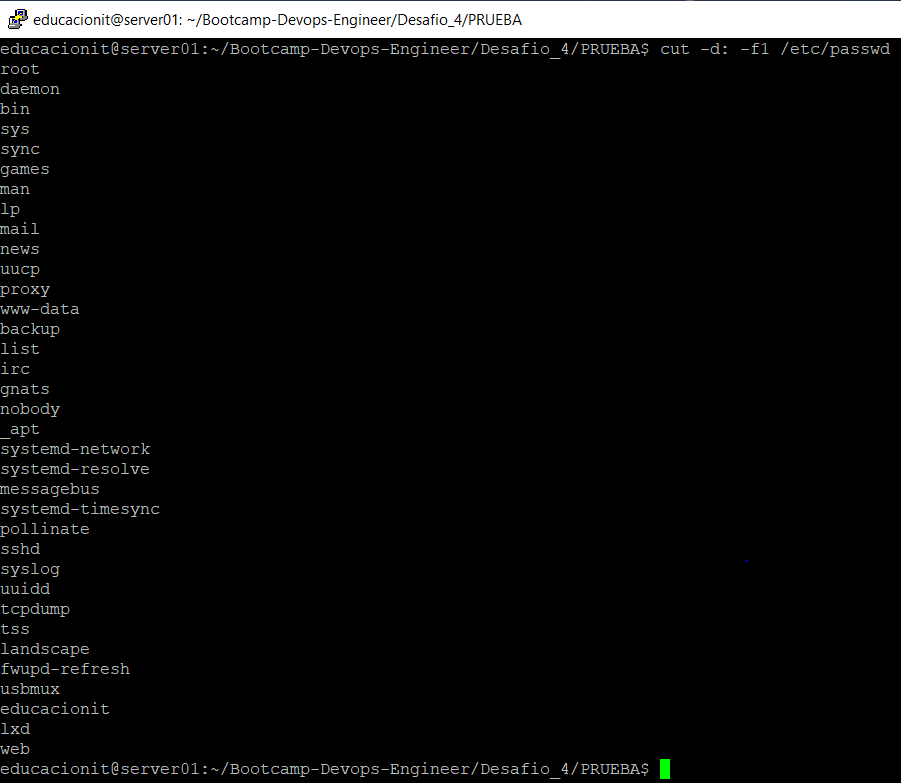 educacionit@server01: ~/Bootcamp-Devops-Engineer/Desafio_4/PRUEBA
educacionit@server01:~/Bootcamp-Devops-Engineer/Desafio_4/PRUEBA$ cut -d: -f1 /etc/passwd
root
daemon
bin
sys
sync
games
man
lp
mail
news
uucp
proxy
www-data
backup
list
irc
gnats
nobody
_apt
systemd-network
systemd-resolve
messagebus
systemd-timesync
pollinate
sshd
syslog
uuidd
tcpdump
tss
landscape
fwupd-refresh
usbmux
educacionit
lxd
web
educacionit@server01:~/Bootcamp-Devops-Engineer/Desafio_4/PRUEBA$